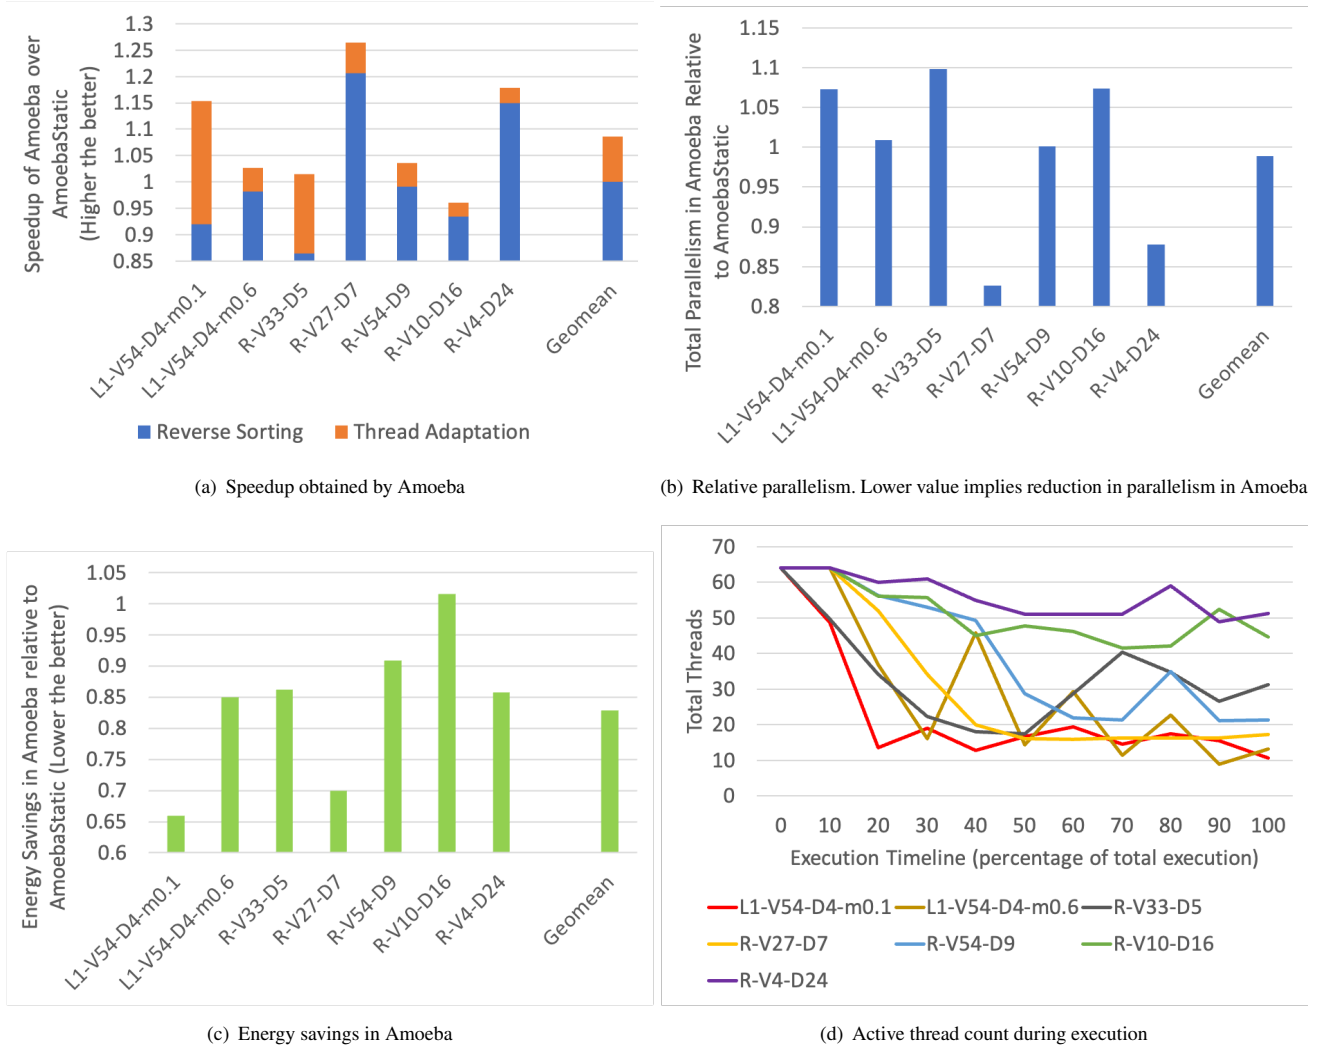 Speedup of Amoeba over
AmoebaStatic
(Higher the better)
1.3
1.25
1.2
1.15
1.1
1.05
1
0.95
0.9
0.85
L1-V54-D4-m0.1
L1-V54-D4-m0.6
R-V33-D5
R-V27-D7
R-V54-D9
R-V10-D16
R-V4-D24
Geomean
Reverse Sorting
Thread Adaptation
(a) Speedup obtained by Amoeba
Total Parallelism in Amoeba Relative
to AmoebaStatic
1.15
1.1
1.05
1
0.95
0.9
0.85
0.8
L1-V54-D4-m0.1
L1-V54-D4-m0.6
R-V33-D5
R-V27-D7
R-V54-D9
R-V10-D16
R-V4-D24
Geomean
(b) Relative parallelism. Lower value implies reduction in parallelism in Amoeba
Energy Savings in Amoeba relative to
AmoebaStatic (Lower the better)
1.05
1
0.95
0.9
0.85
0.8
0.75
0.7
0.65
0.6
L1-V54-D4-m0.1
L1-V54-D4-m0.6
R-V33-D5
R-V27-D7
R-V54-D9
R-V10-D16
R-V4-D24
Geomean
(c) Energy savings in Amoeba
Total Threads
70
60
50
40
30
20
10
0
0 10 20 30 40 50 60 70 80 90 100
Execution Timeline (percentage of total execution)
L1-V54-D4-m0.1 L1-V54-D4-m0.6 R-V33-D5
R-V27-D7 R-V54-D9 R-V10-D16
R-V4-D24
(d) Active thread count during execution